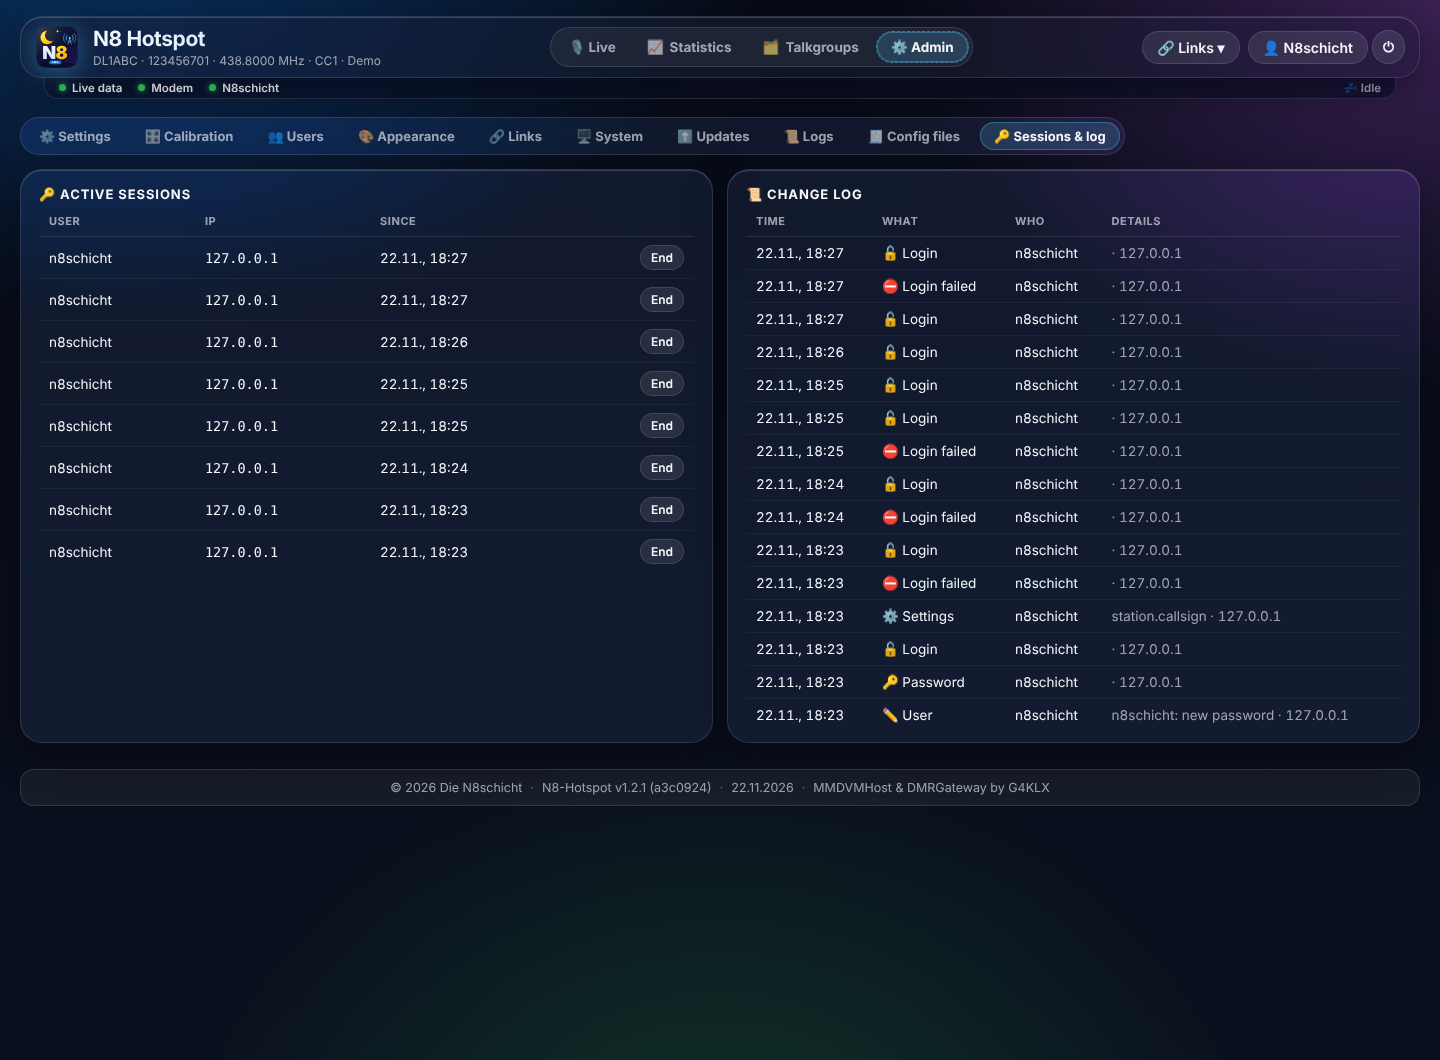 N8
N8 Hotspot
DL1ABC · 123456701 · 438.8000 MHz · CC1 · Demo
Live
Statistics
Talkgroups
Admin
Links ▾
N8schicht
Live data
Modem
N8schicht
Idle
Settings
Calibration
Users
Appearance
Links
System
Updates
Logs
Config files
Sessions & log
ACTIVE SESSIONS
USER IP SINCE
n8schicht 127.0.0.1 22.11., 18:27 End
n8schicht 127.0.0.1 22.11., 18:27 End
n8schicht 127.0.0.1 22.11., 18:26 End
n8schicht 127.0.0.1 22.11., 18:25 End
n8schicht 127.0.0.1 22.11., 18:25 End
n8schicht 127.0.0.1 22.11., 18:24 End
n8schicht 127.0.0.1 22.11., 18:23 End
n8schicht 127.0.0.1 22.11., 18:23 End
CHANGE LOG
TIME WHAT WHO DETAILS
22.11., 18:27 Login n8schicht · 127.0.0.1
22.11., 18:27 Login failed n8schicht · 127.0.0.1
22.11., 18:27 Login n8schicht · 127.0.0.1
22.11., 18:26 Login n8schicht · 127.0.0.1
22.11., 18:25 Login n8schicht · 127.0.0.1
22.11., 18:25 Login n8schicht · 127.0.0.1
22.11., 18:25 Login failed n8schicht · 127.0.0.1
22.11., 18:24 Login n8schicht · 127.0.0.1
22.11., 18:24 Login failed n8schicht · 127.0.0.1
22.11., 18:23 Login n8schicht · 127.0.0.1
22.11., 18:23 Login failed n8schicht · 127.0.0.1
22.11., 18:23 Settings n8schicht station.callsign · 127.0.0.1
22.11., 18:23 Login n8schicht · 127.0.0.1
22.11., 18:23 Password n8schicht · 127.0.0.1
22.11., 18:23 User n8schicht n8schicht: new password · 127.0.0.1
© 2026 Die N8schicht · N8-Hotspot v1.2.1 (a3c0924) · 22.11.2026 · MMDVMHost & DMRGateway by G4KLX